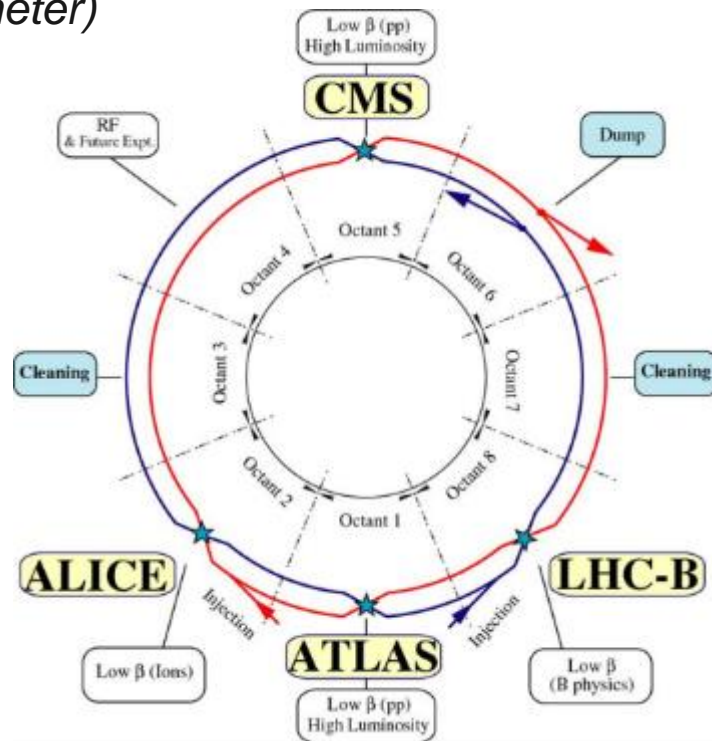 neter)
Low β (pp)
High Luminosity
CMS
RF
& Future Expt.
Dump
Octant 5
Octant 4
Octant 6
Cleaning
Octant 3
Octant 7
Cleaning
Octant 2
Octant 8
Octant 1
ALICE
LHC-B
Injection
Injection
ATLAS
Low β (Ions)
Low β
(B physics)
Low β (pp)
High Luminosity